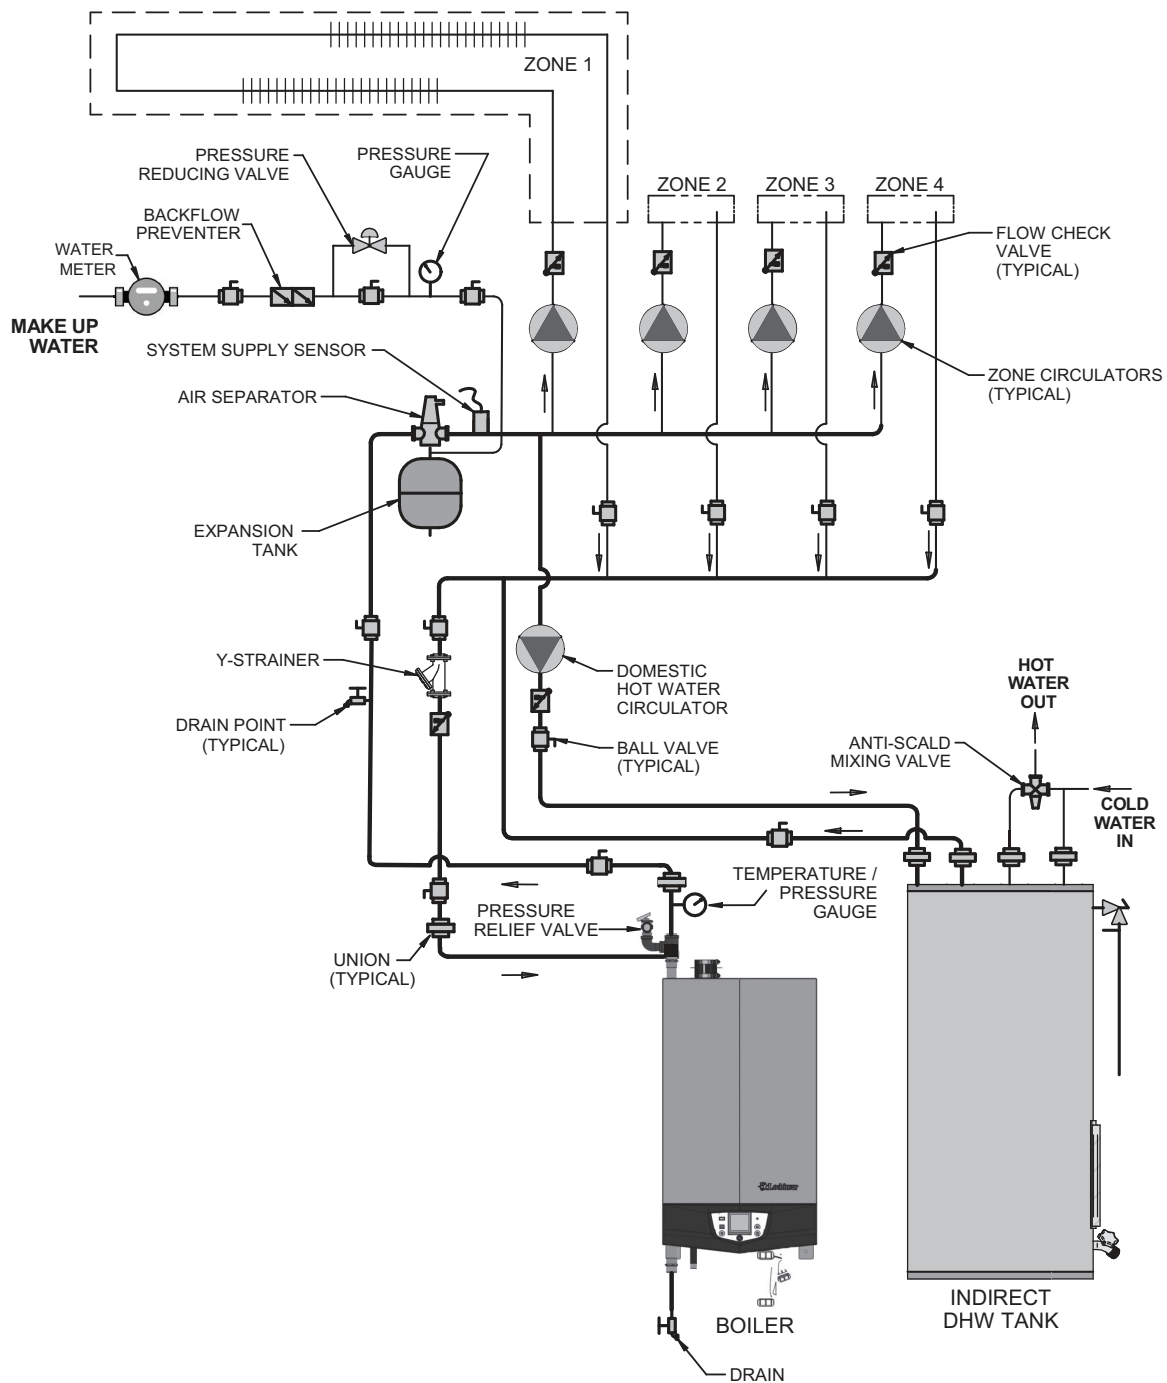 ZONE 1
PRESSURE
REDUCING VALVE
PRESSURE
GAUGE
BACKFLOW
PREVENTER
WATER
METER
MAKE UP
WATER
ZONE 2
ZONE 3
ZONE 4
FLOW CHECK
VALVE
(TYPICAL)
SYSTEM SUPPLY SENSOR
AIR SEPARATOR
ZONE CIRCULATORS
(TYPICAL)
EXPANSION
TANK
Y-STRAINER
DRAIN POINT
(TYPICAL)
DOMESTIC
HOT WATER
CIRCULATOR
BALL VALVE
(TYPICAL)
HOT
WATER
OUT
ANTI-SCALD
MIXING VALVE
COLD
WATER
IN
TEMPERATURE /
PRESSURE
GAUGE
PRESSURE
RELIEF VALVE
UNION
(TYPICAL)
Lochinvar
BOILER
DRAIN
INDIRECT
DHW TANK